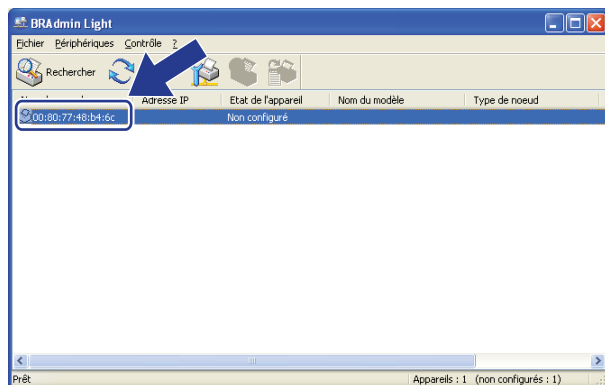 BRAdmin Light
Fichier Périphériques Contrôle ?
Rechercher
Adresse IP Etat de l'appareil Nom du modèle Type de noeud
00:80:77:48:b4:6c Non configuré
Prêt Appareils : 1 (non configurés : 1)